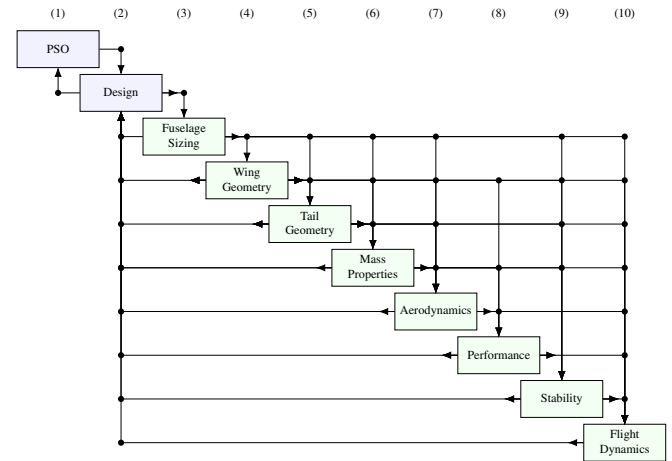 (1) (2) (3) (4) (5) (6) (7) (8) (9) (10)
PSO
Design
Fuselage
Sizing
Wing
Geometry
Tail
Geometry
Mass
Properties
Aerodynamics
Performance
Stability
Flight
Dynamics